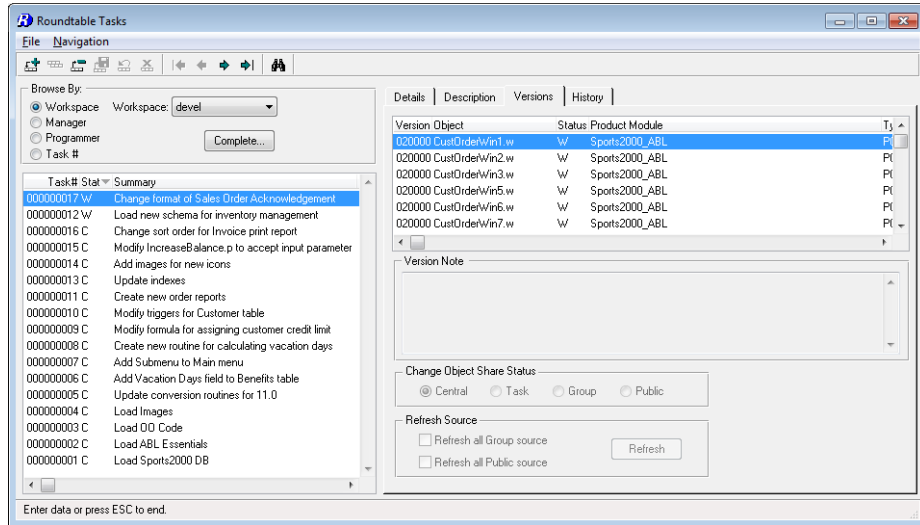 Roundtable Tasks
File Navigation
Browse By:
Workspace Workspace: devel
Manager
Programmer Complete...
Task #
Task# Stat Summary
000000017 W Change format of Sales Order Acknowledgement
000000012 W Load new schema for inventory management
000000016 C Change sort order for Invoice print report
000000015 C Modify IncreaseBalance.p to accept input parameter
000000014 C Add images for new icons
000000013 C Update indexes
000000011 C Create new order reports
000000010 C Modify triggers for Customer table
000000009 C Modify formula for assigning customer credit limit
000000008 C Create new routine for calculating vacation days
000000007 C Add Submenu to Main menu
000000006 C Add Vacation Days field to Benefits table
000000005 C Update conversion routines for 11.0
000000004 C Load Images
000000003 C Load OO Code
000000002 C Load ABL Essentials
000000001 C Load Sports2000 DB
Details Description Versions History
Version Object Status Product Module Ty
020000 CustOrderWin1.w W Sports2000_ABL P(
020000 CustOrderWin2.w W Sports2000_ABL P(
020000 CustOrderWin3.w W Sports2000_ABL P(
020000 CustOrderWin5.w W Sports2000_ABL P(
020000 CustOrderWin6.w W Sports2000_ABL P(
020000 CustOrderWin7.w W Sports2000_ABL P(
Version Note
Change Object Share Status
Central Task Group Public
Refresh Source
Refresh all Group source
Refresh all Public source
Refresh
Enter data or press ESC to end.